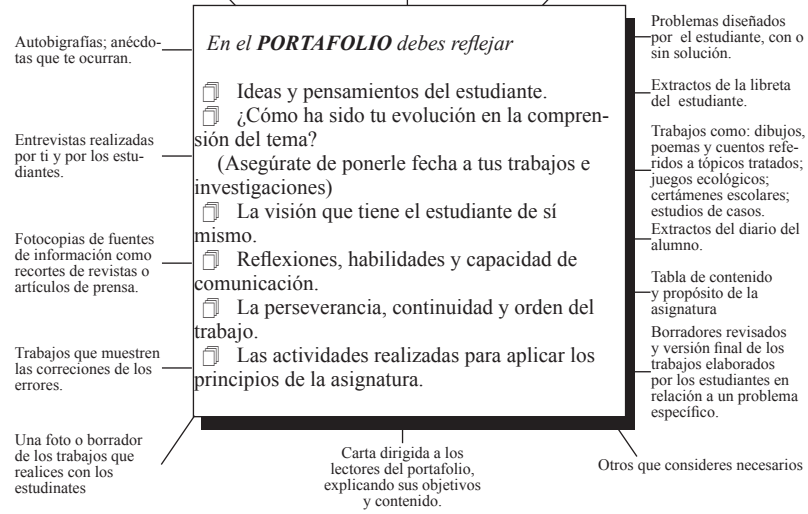 Autobigrafías; anécdo-
tas que te ocurran.
Entrevistas realizadas
por ti y por los estu-
diantes.
Fotocopias de fuentes
de información como
recortes de revistas o
artículos de prensa.
Trabajos que muestren
las correciones de los
errores.
Una foto o borrador
de los trabajos que
realices con los
estudinates
En el PORTAFOLIO debes reflejar
Ideas y pensamientos del estudiante.
¿Cómo ha sido tu evolución en la compren-
sión del tema?
(Asegúrate de ponerle fecha a tus trabajos e
investigaciones)
La visión que tiene el estudiante de sí
mismo.
Reflexiones, habilidades y capacidad de
comunicación.
La perseverancia, continuidad y orden del
trabajo.
Las actividades realizadas para aplicar los
principios de la asignatura.
Carta dirigida a los
lectores del portafolio,
explicando sus objetivos
y contenido.
Problemas diseñados
por el estudiante, con o
sin solución.
Extractos de la libreta
del estudiante.
Trabajos como: dibujos,
poemas y cuentos refe-
ridos a tópicos tratados;
juegos ecológicos;
certámenes escolares;
estudios de casos.
Extractos del diario del
alumno.
Tabla de contenido
y propósito de la
asignatura
Borradores revisados
y versión final de los
trabajos elaborados
por los estudiantes en
relación a un problema
específico.
Otros que consideres necesarios